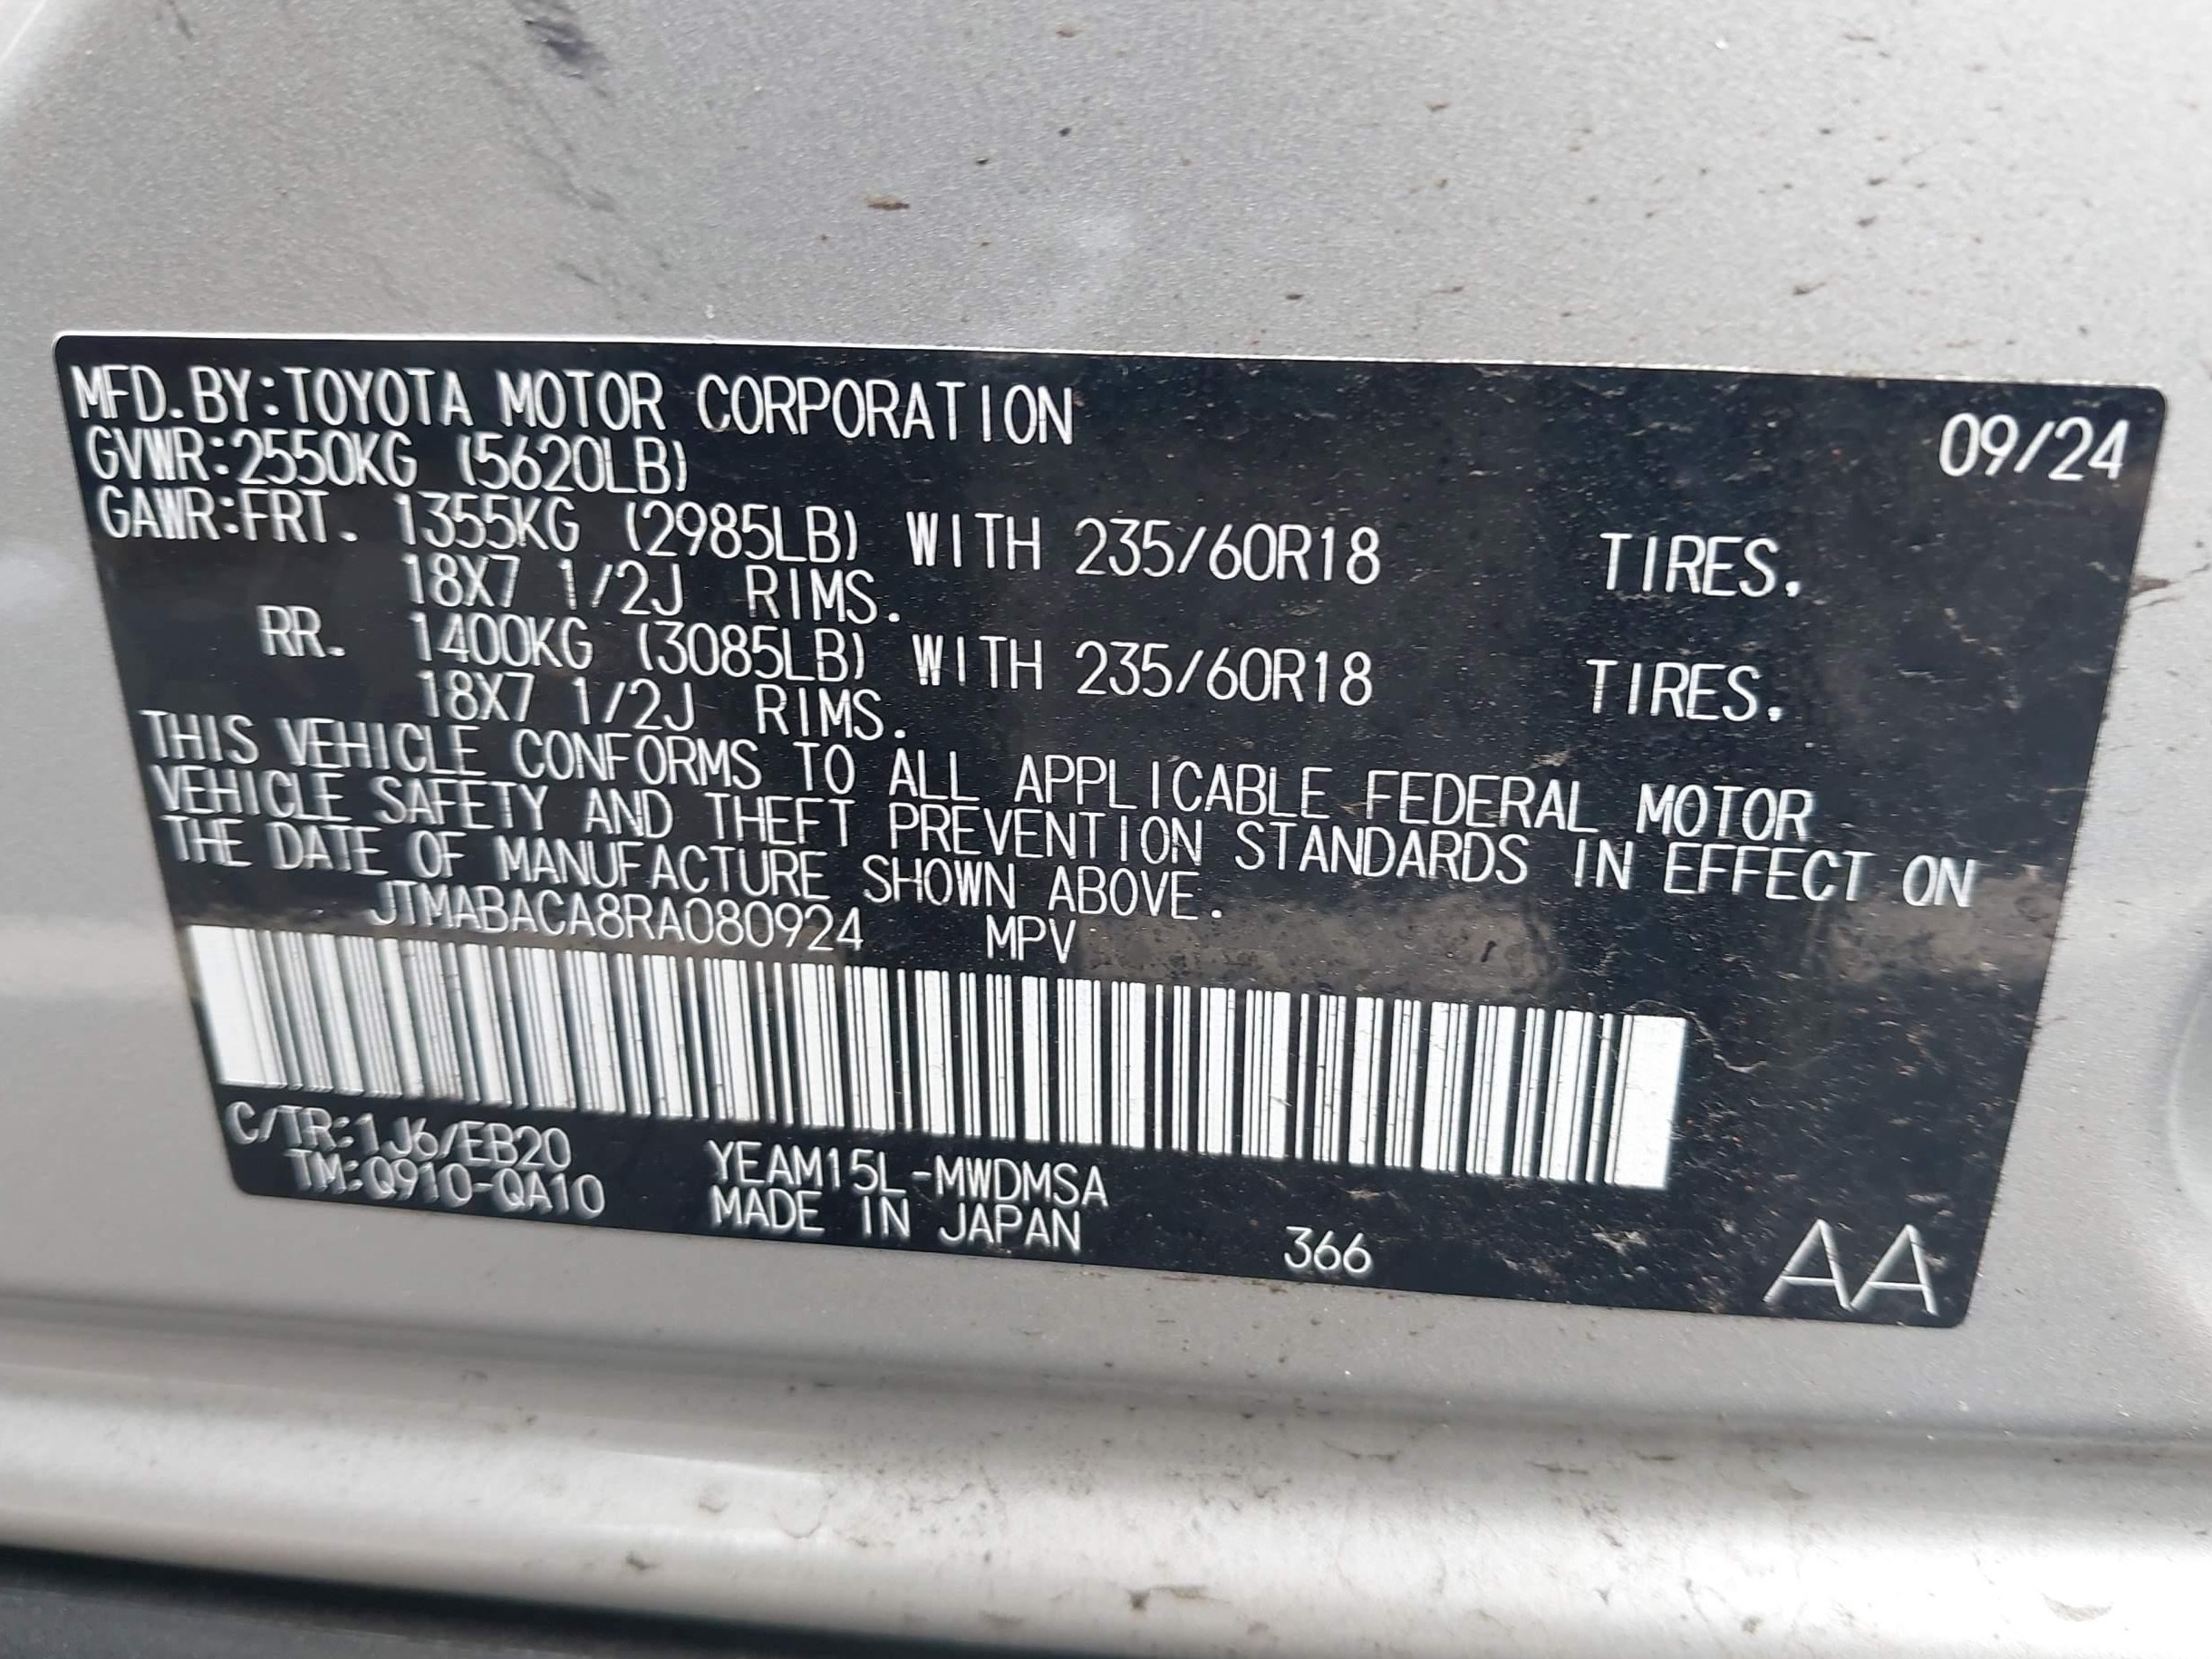 MFD.BY:TOYOTA MOTOR CORPORATION 09/24
GVWR:2550KG (5620LB)
GAWR:FRT. 1355KG (2985LB) WITH 235/60R18 TIRES,
18X7 1/2J RIMS.
RR. 1400KG (3085LB) WITH 235/60R18 TIRES,
18X7 1/2J RIMS.
THIS VEHICLE CONFORMS TO ALL APPLICABLE FEDERAL MOTOR
VEHICLE SAFETY AND THEFT PREVENTION STANDARDS IN EFFECT ON
THE DATE OF MANUFACTURE SHOWN ABOVE.
JTMABACA8RA080924 MPV
C/TR:1J6/EB20 YEAM15L-MWDMSA
TM:Q910-QA10 MADE IN JAPAN 366 AA